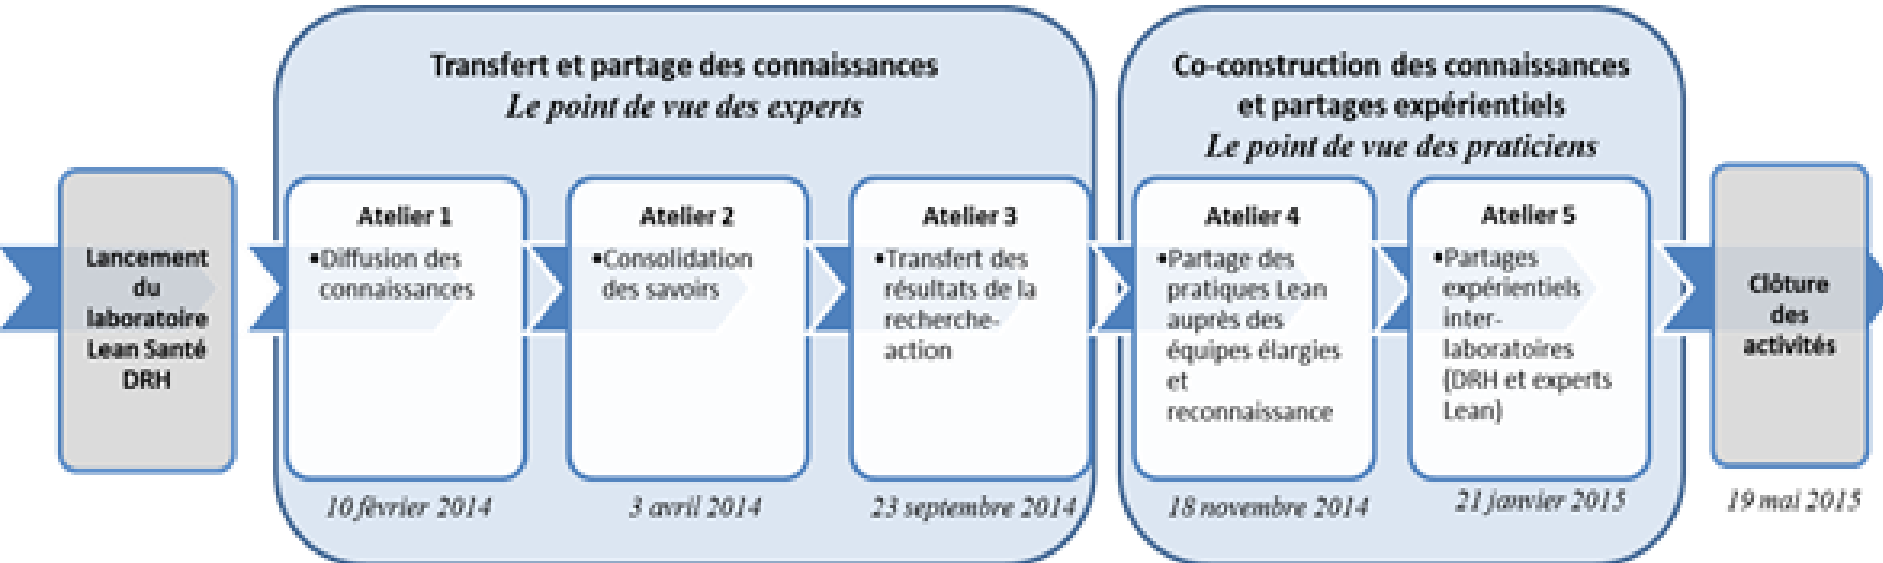 Transfert et partage des connaissances
Le point de vue des experts
Co-construction des connaissances
et partages expérientiels
Le point de vue des praticiens
Lancement
du
laboratoire
Lean Santé
DRH
Atelier 1
•Diffusion des
connaissances
10 février 2014
Atelier 2
•Consolidation
des savoirs
3 avril 2014
Atelier 3
•Transfert des
résultats de la
recherche-
action
23 septembre 2014
Atelier 4
•Partage des
pratiques Lean
auprès des
équipes élargies
et
reconnaissance
18 novembre 2014
Atelier 5
•Partages
expérientiels
inter-
laboratoires
(DRH et experts
Lean)
21 janvier 2015
Clôture
des
activités
19 mai 2015